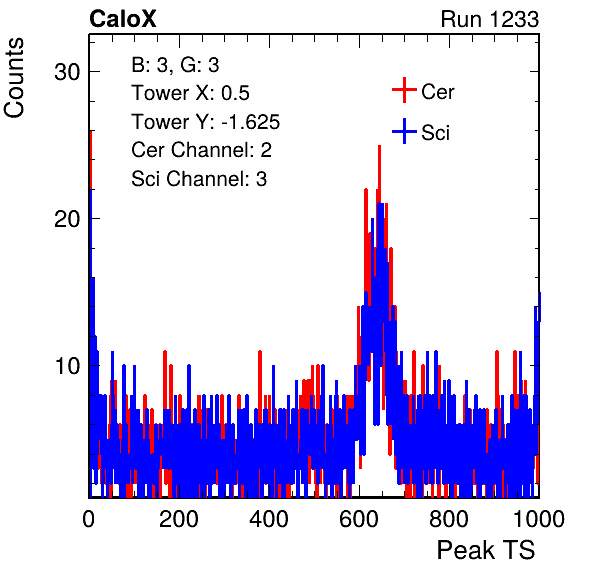 CaloX Run 1233
Counts
30
20
10
B: 3, G: 3
Tower X: 0.5
Tower Y: -1.625
Cer Channel: 2
Sci Channel: 3
Cer
Sci
0 200 400 600 800 1000
Peak TS